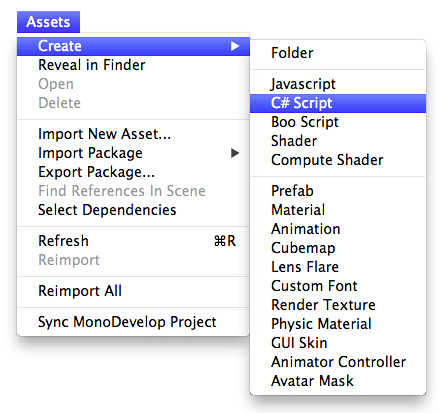 Assets
Create
Reveal in Finder
Open
Delete
Import New Asset...
Import Package
Export Package...
Find References In Scene
Select Dependencies
Refresh ⌘R
Reimport
Reimport All
Sync MonoDevelop Project
Folder
Javascript
C# Script
Boo Script
Shader
Compute Shader
Prefab
Material
Animation
Cubemap
Lens Flare
Custom Font
Render Texture
Physic Material
GUI Skin
Animator Controller
Avatar Mask